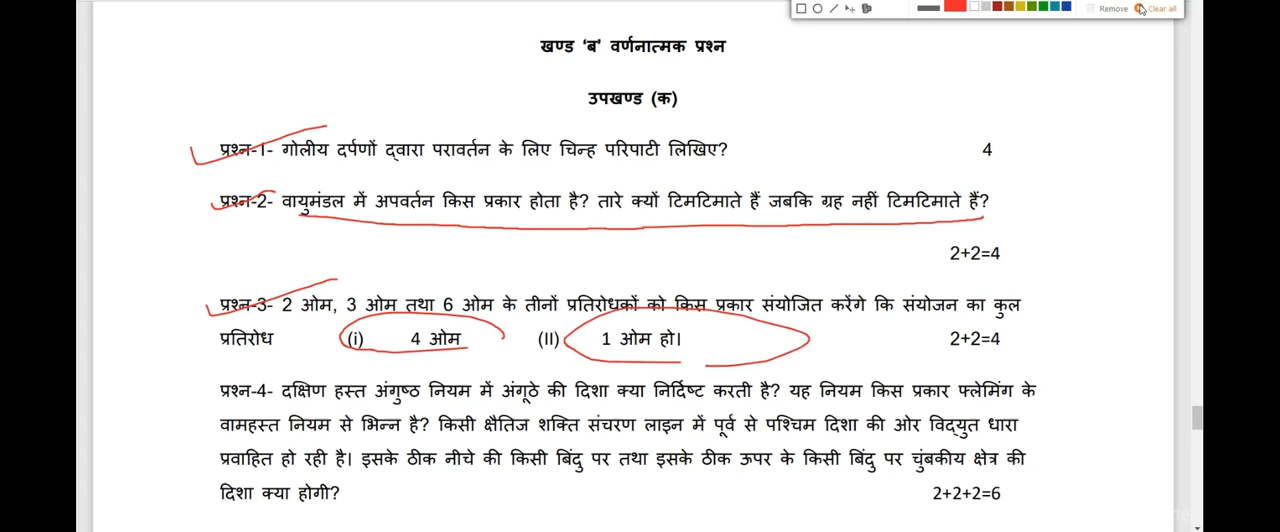 Remove Clear all
खण्ड 'ब' वर्णनात्मक प्रश्न
उपखण्ड (क)
प्रश्न-1- गोलीय दर्पणों द्वारा परावर्तन के लिए चिन्ह परिपाटी लिखिए? 4
प्रश्न-2- वायुमंडल में अपवर्तन किस प्रकार होता है? तारे क्यों टिमटिमाते हैं जबकि ग्रह नहीं टिमटिमाते हैं?
2+2=4
प्रश्न-3- 2 ओम, 3 ओम तथा 6 ओम के तीनों प्रतिरोधकों को किस प्रकार संयोजित करेंगे कि संयोजन का कुल
प्रतिरोध (i) 4 ओम (II) 1 ओम हो। 2+2=4
प्रश्न-4- दक्षिण हस्त अंगुष्ठ नियम में अंगूठे की दिशा क्या निर्दिष्ट करती है? यह नियम किस प्रकार फ्लेमिंग के
वामहस्त नियम से भिन्न है? किसी क्षैतिज शक्ति संचरण लाइन में पूर्व से पश्चिम दिशा की ओर विद्युत धारा
प्रवाहित हो रही है। इसके ठीक नीचे की किसी बिंदु पर तथा इसके ठीक ऊपर के किसी बिंदु पर चुंबकीय क्षेत्र की
दिशा क्या होगी? 2+2+2=6